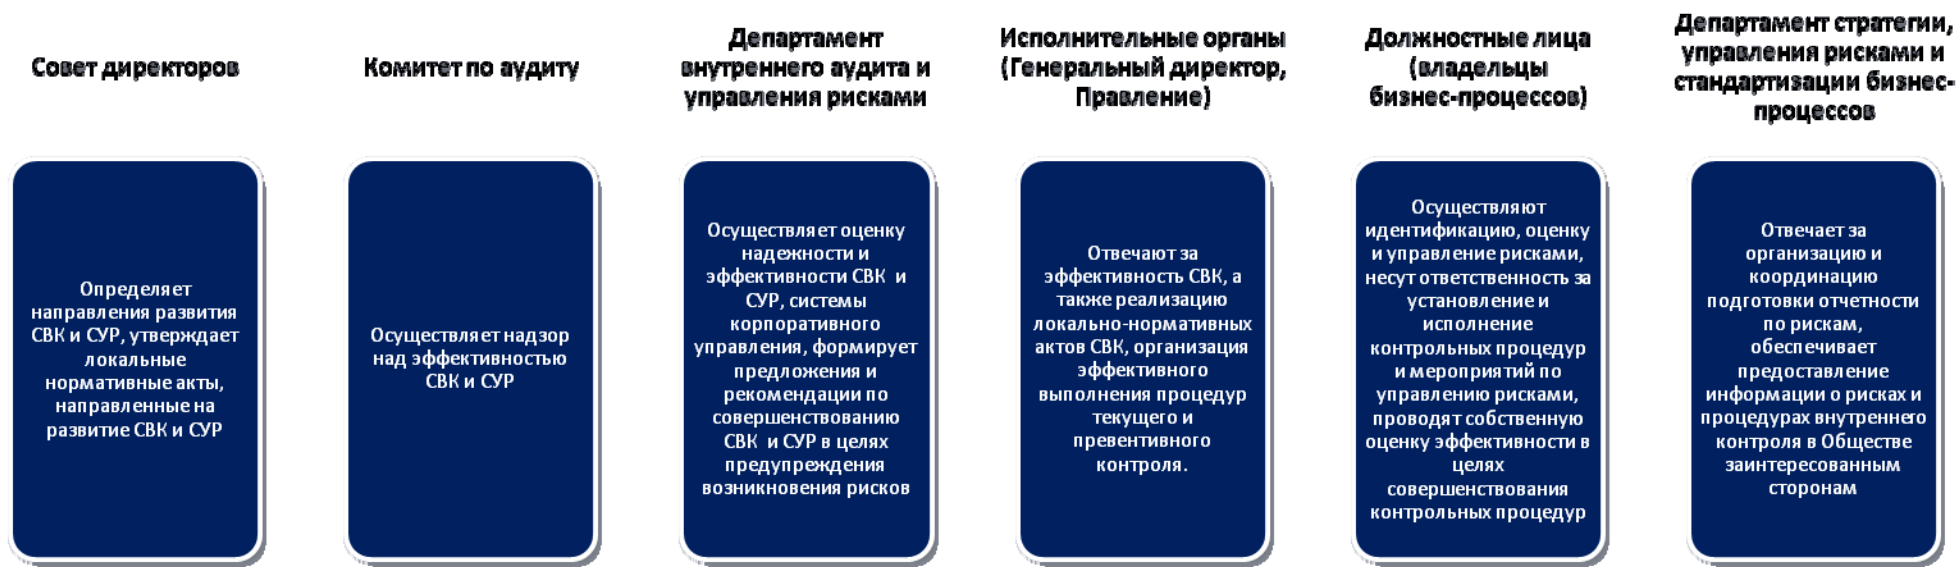 Совет директоров
Определяет
направления развития
СВК и СУР, утверждает
локальные
нормативные акты,
направленные на
развитие СВК и СУР
Комитет по аудиту
Осуществляет надзор
над эффективностью
СВК и СУР
Департамент
внутреннего аудита и
управления рисками
Осуществляет оценку
надежности и
эффективности СВК и
СУР, системы
корпоративного
управления, формирует
предложения и
рекомендации по
совершенствованию
СВК и СУР в целях
предупреждения
возникновения рисков
Исполнительные органы
(Генеральный директор,
Правление)
Отвечают за
эффективность СВК, а
также реализацию
локально-нормативных
актов СВК, организация
эффективного
выполнения процедур
текущего и
превентивного
контроля.
Должностные лица
(владельцы
бизнес-процессов)
Осуществляют
идентификацию, оценку
и управление рисками,
несут ответственность за
установление и
исполнение
контрольных процедур
и мероприятий по
управлению рисками,
проводят собственную
оценку эффективности в
целях
совершенствования
контрольных процедур
Департамент стратегии,
управления рисками и
стандартизации бизнес-
процессов
Отвечает за
организацию и
координацию
подготовки отчетности
по рискам,
обеспечивает
предоставление
информации о рисках и
процедурах внутреннего
контроля в Обществе
заинтересованным
сторонам